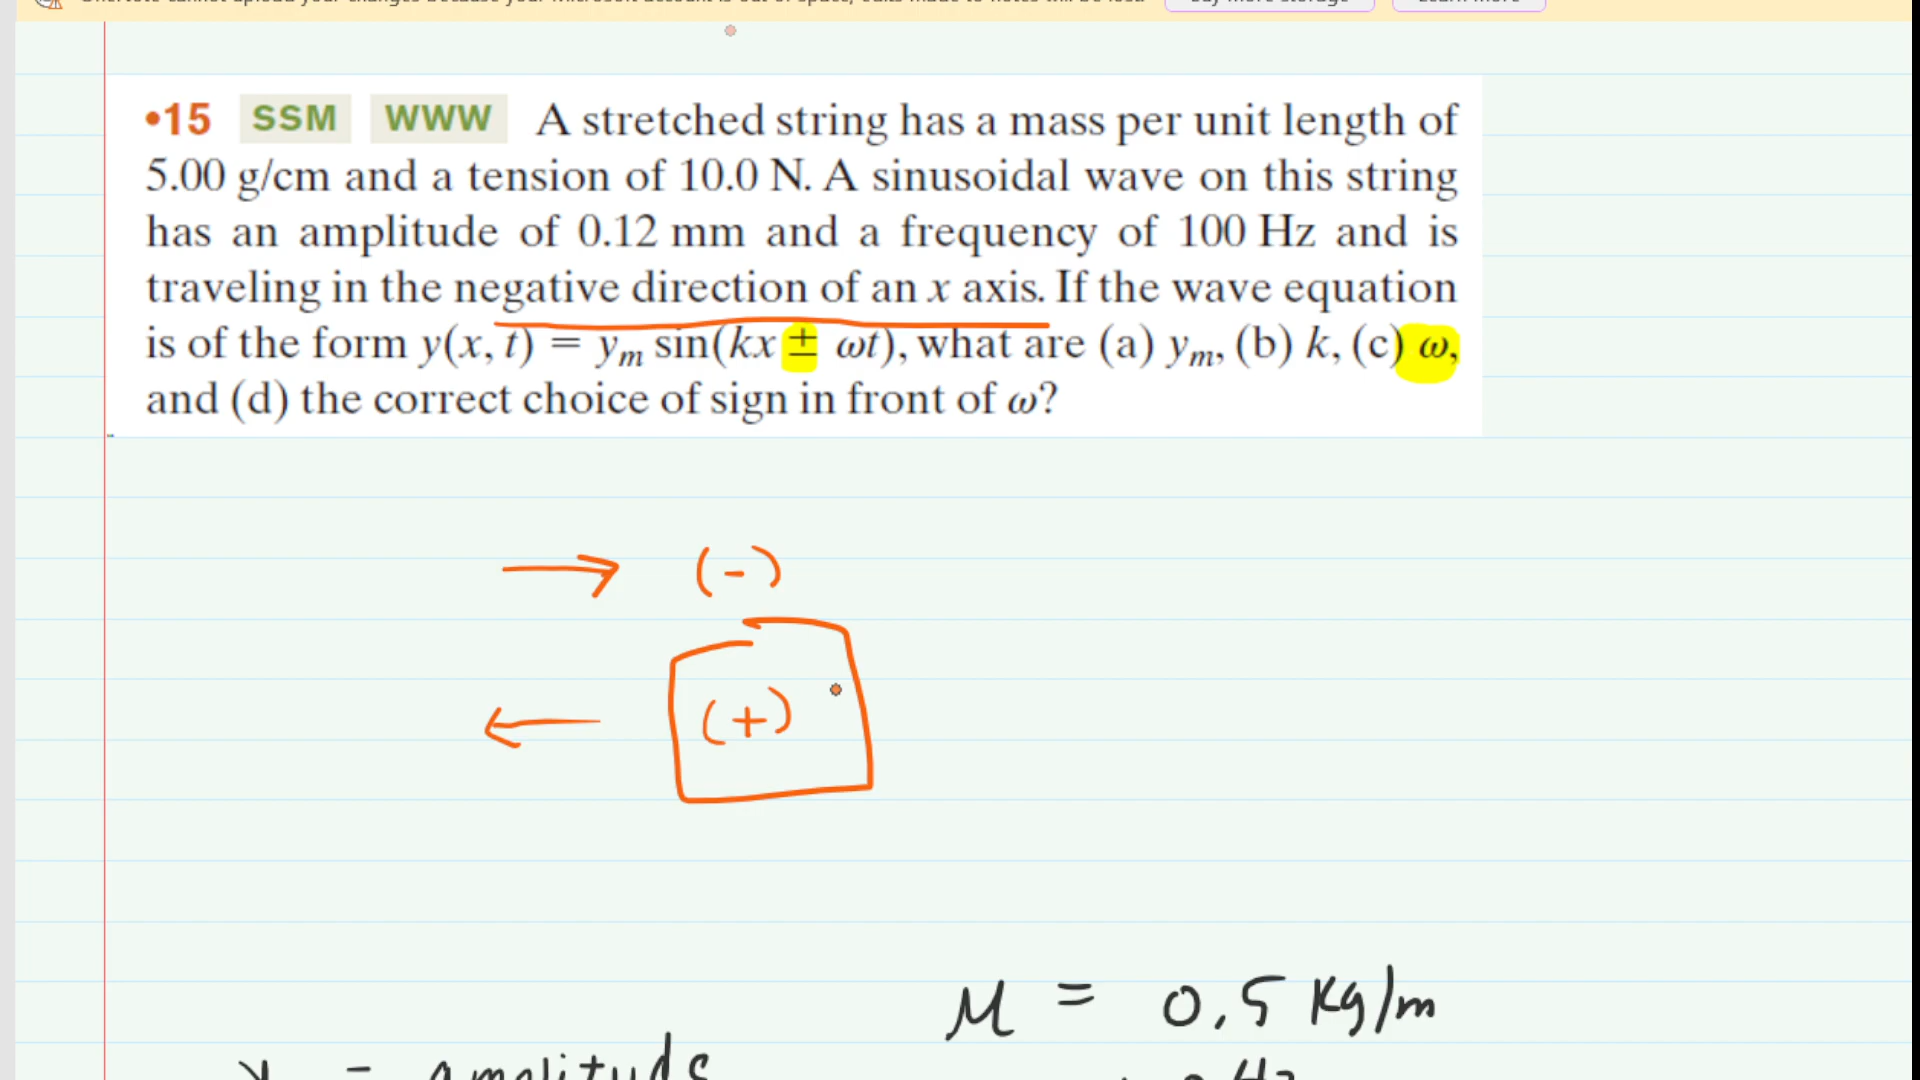 •15 SSM WWW A stretched string has a mass per unit length of
5.00 g/cm and a tension of 10.0 N. A sinusoidal wave on this string
has an amplitude of 0.12 mm and a frequency of 100 Hz and is
traveling in the negative direction of an x axis. If the wave equation
is of the form y(x, t) = yₘ sin(kx ± ωt), what are (a) yₘ, (b) k, (c) ω,
and (d) the correct choice of sign in front of ω?
→ (-)
← (+)
μ = 0,5 Kg/m
= amplitude
Hz